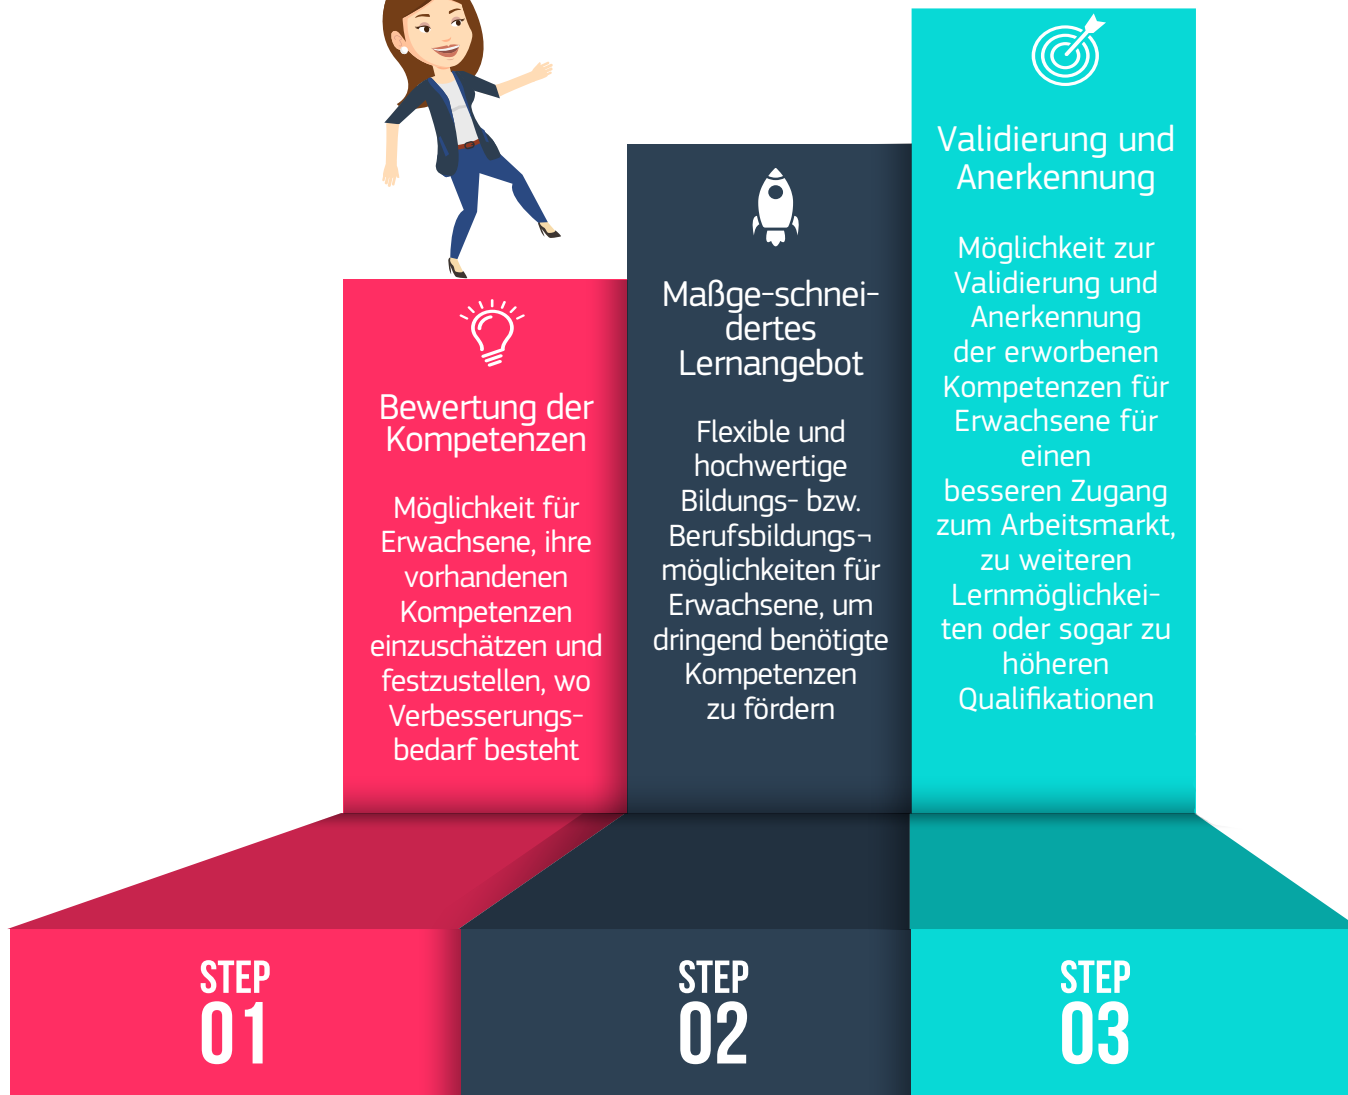 Bewertung der
Kompetenzen
Möglichkeit für
Erwachsene, ihre
vorhandenen
Kompetenzen
einzuschätzen und
festzustellen, wo
Verbesserungs-
bedarf besteht
Maßge-schnei-
dertes
Lernangebot
Flexible und
hochwertige
Bildungs- bzw.
Berufsbildungs¬
möglichkeiten für
Erwachsene, um
dringend benötigte
Kompetenzen
zu fördern
Validierung und
Anerkennung
Möglichkeit zur
Validierung und
Anerkennung
der erworbenen
Kompetenzen für
Erwachsene für
einen
besseren Zugang
zum Arbeitsmarkt,
zu weiteren
Lernmöglichkei-
ten oder sogar zu
höheren
Qualifikationen
STEP
01
STEP
02
STEP
03